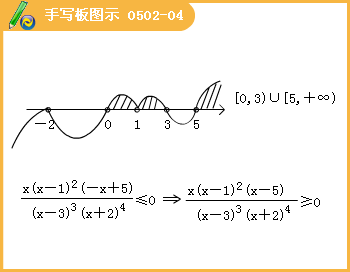 手写板图示 0502-04
[0,3)∪[5,+∞)
-2 0 1 3 5
x(x-1)²(-x+5)/(x-3)³(x+2)⁴ ≤0 ⇒ x(x-1)²(x-5)/(x-3)³(x+2)⁴ ≥0